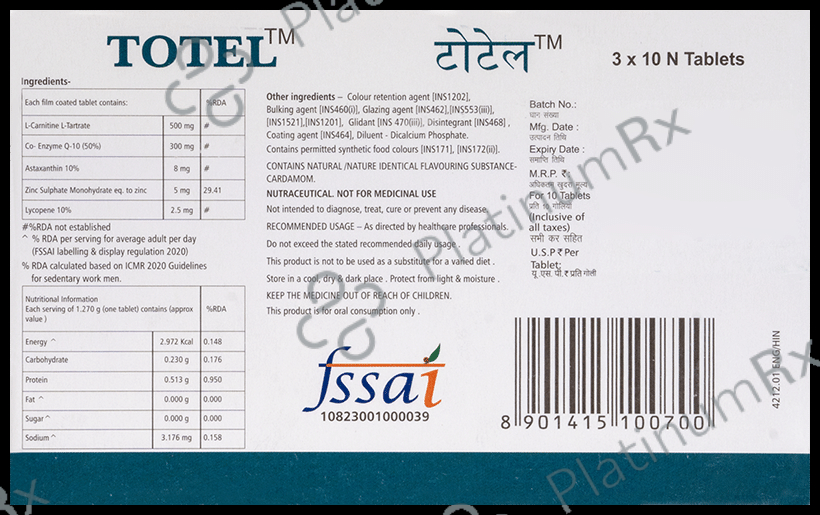 TOTEL™
टोटेल™
3 x 10 N Tablets
Ingredients-
Each film coated tablet contains: %RDA
L-Carnitine L-Tartrate 500 mg #
Co- Enzyme Q-10 (50%) 300 mg #
Astaxanthin 10% 8 mg #
Zinc Sulphate Monohydrate eq. to zinc 5 mg 29.41
Lycopene 10% 2.5 mg #
#%RDA not established
^ % RDA per serving for average adult per day
(FSSAI labelling & display regulation 2020)
% RDA calculated based on ICMR 2020 Guidelines
for sedentary work men.
Nutritional Information
Each serving of 1.270 g (one tablet) contains (approx
value ) %RDA
Energy ^ 2.972 Kcal 0.148
Carbohydrate 0.230 g 0.176
Protein 0.513 g 0.950
Fat ^ 0.000 g 0.000
Sugar ^ 0.000 g 0.000
Sodium ^ 3.176 mg 0.158
Other ingredients – Colour retention agent [INS1202],
Bulking agent [INS460(i)], Glazing agent [INS462],[INS553(iii)],
[INS1521],[INS1201], Glidant [INS 470(iii)], Disintegrant [INS468] ,
Coating agent [INS464], Diluent - Dicalcium Phosphate.
Contains permitted synthetic food colours [INS171], [INS172(ii)].
CONTAINS NATURAL /NATURE IDENTICAL FLAVOURING SUBSTANCE-
CARDAMOM.
NUTRACEUTICAL. NOT FOR MEDICINAL USE
Not intended to diagnose, treat, cure or prevent any disease.
RECOMMENDED USAGE – As directed by healthcare professionals.
Do not exceed the stated recommended daily usage .
This product is not to be used as a substitute for a varied diet .
Store in a cool, dry & dark place . Protect from light & moisture .
KEEP THE MEDICINE OUT OF REACH OF CHILDREN.
This product is for oral consumption only .
fssai
10823001000039
Batch No.:
घान संख्या
Mfg. Date :
उत्पादन तिथि
Expiry Date :
समाप्ति तिथि
M.R.P. ₹:
अधिकतम खुदरा मूल्य
For 10 Tablets
प्रति 10 गोलियां
(Inclusive of
all taxes)
सभी कर सहित
U.S.P ₹ Per
Tablet:
यू. एस. पी. ₹ प्रति गोली
8 901415 100700
4212.01 ENG/HIN
PlatinumRx
PlatinumRx
PlatinumRx